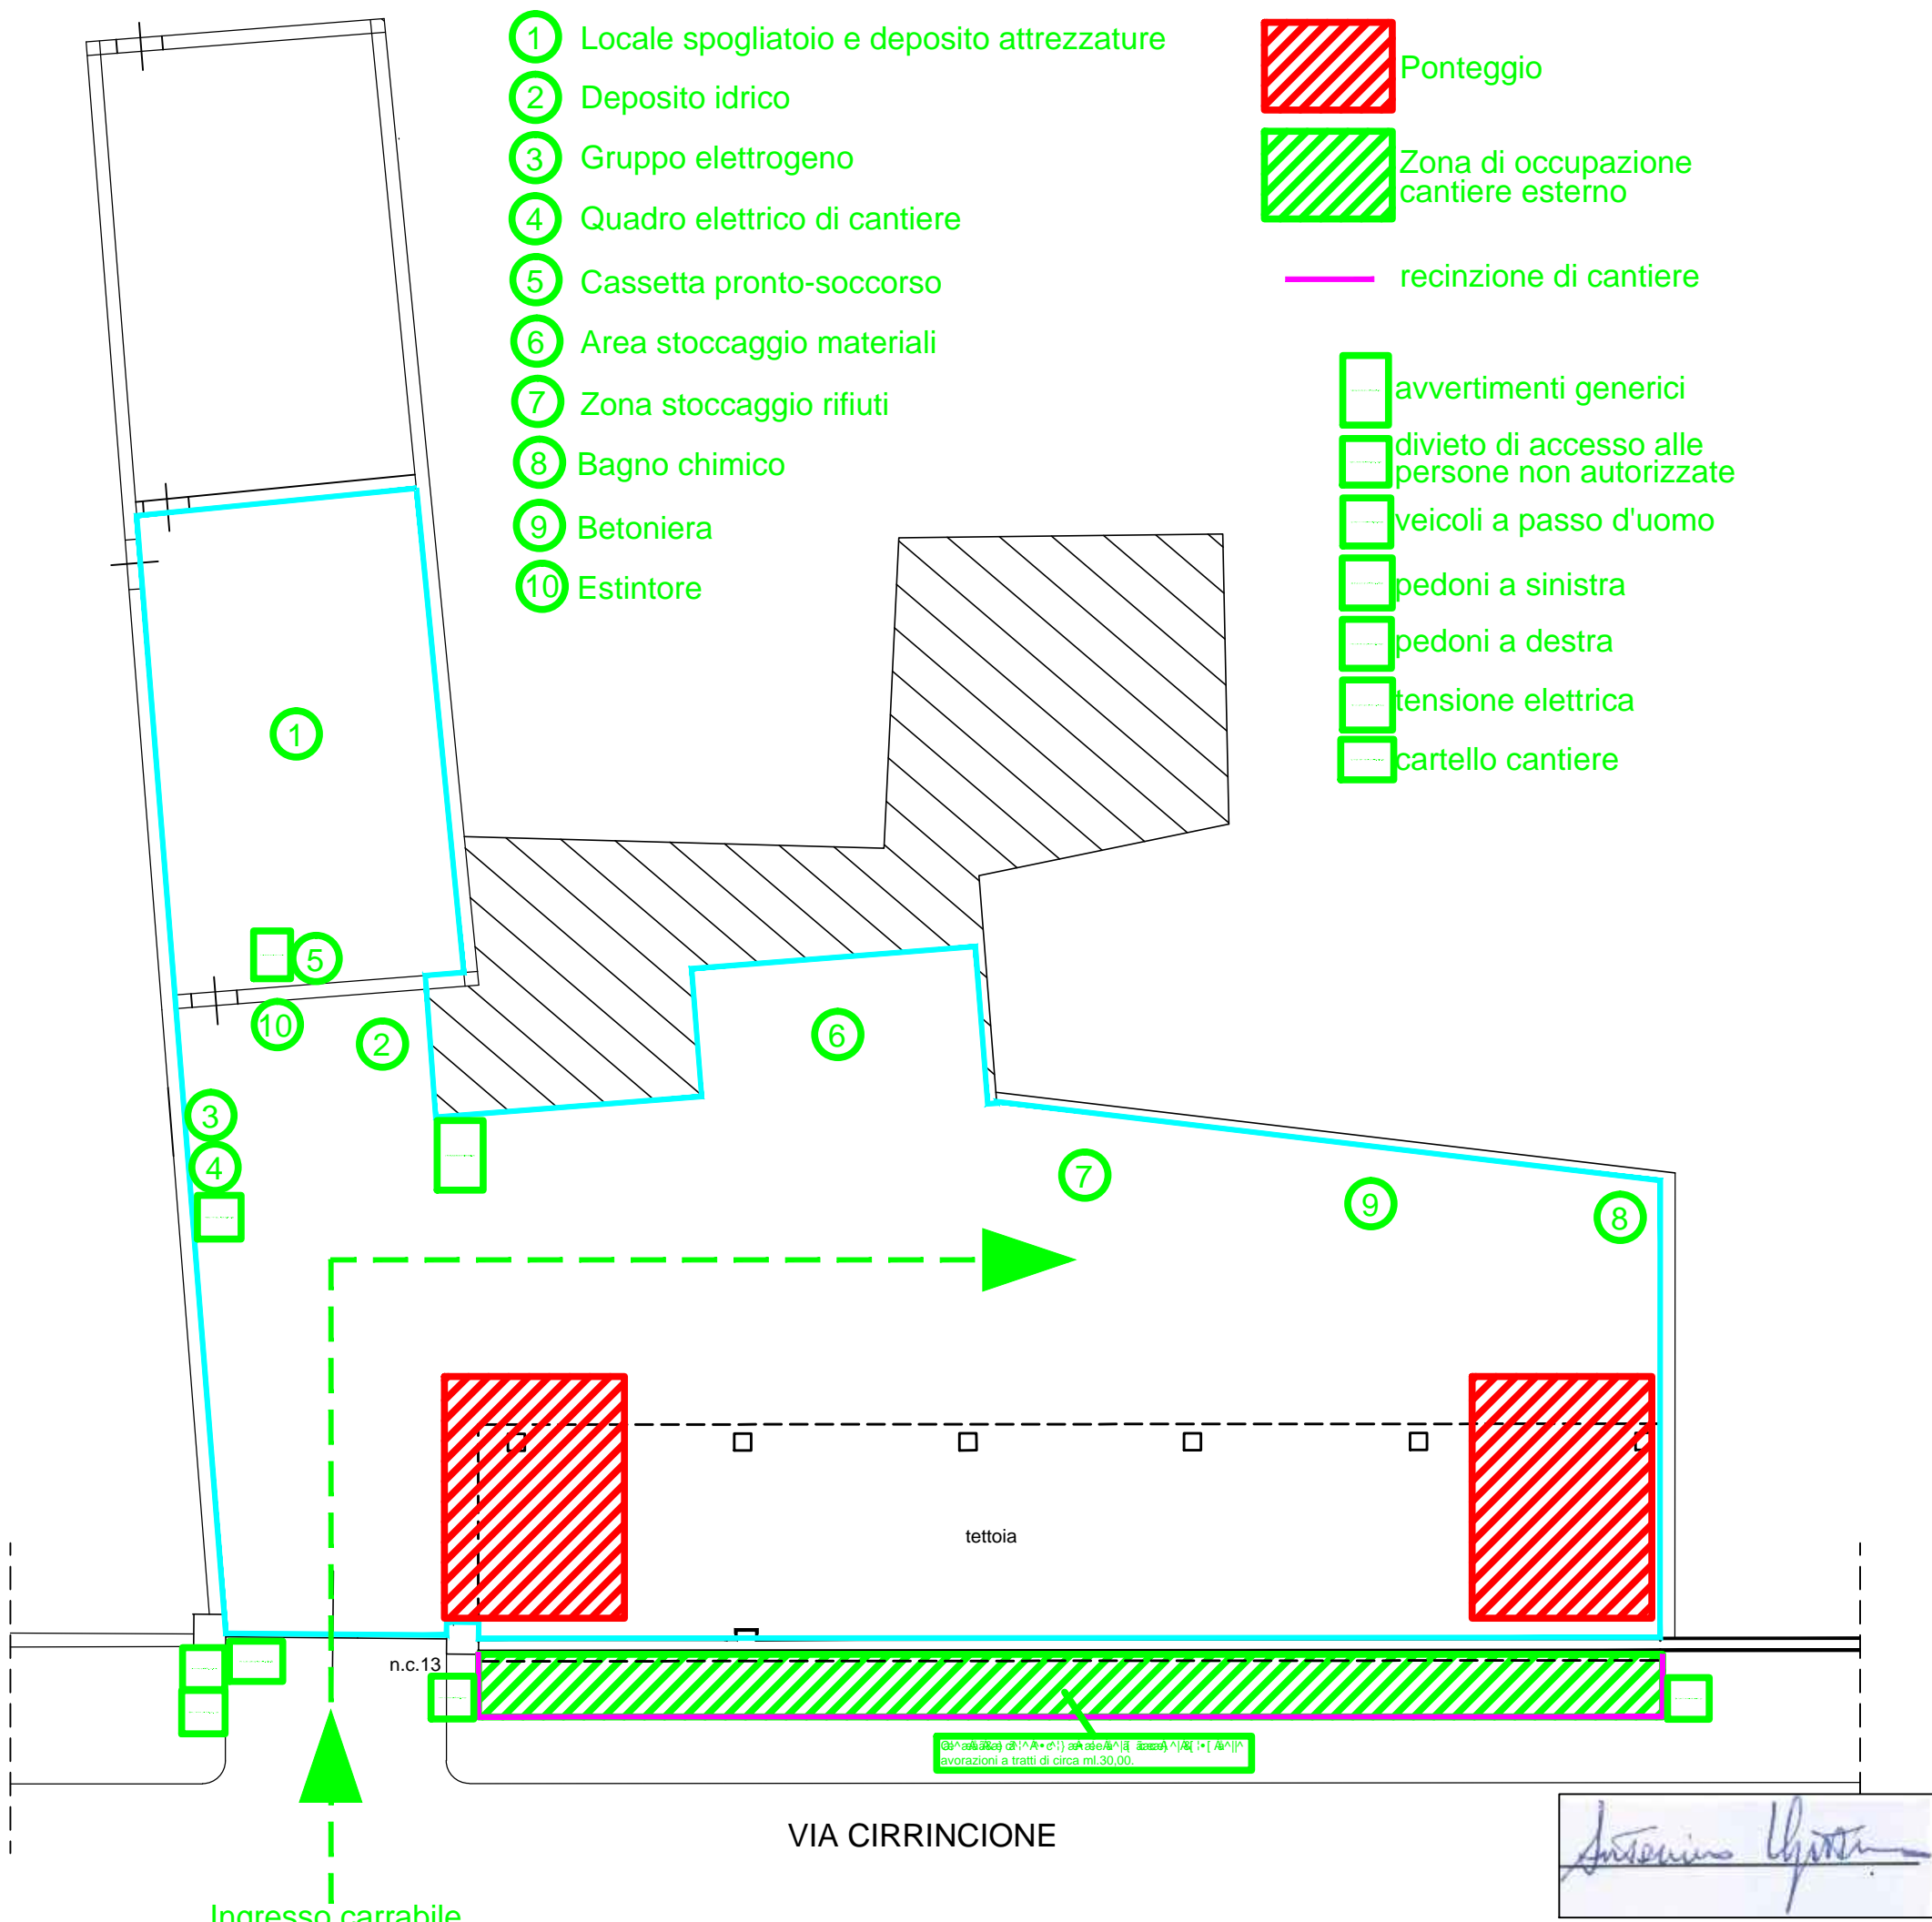 1 Locale spogliatoio e deposito attrezzature
2 Deposito idrico
3 Gruppo elettrogeno
4 Quadro elettrico di cantiere
5 Cassetta pronto-soccorso
6 Area stoccaggio materiali
7 Zona stoccaggio rifiuti
8 Bagno chimico
9 Betoniera
10 Estintore
Ponteggio
Zona di occupazione
cantiere esterno
recinzione di cantiere
avvertimenti generici
divieto di accesso alle
persone non autorizzate
veicoli a passo d'uomo
pedoni a sinistra
pedoni a destra
tensione elettrica
cartello cantiere
1
5
10
2
6
3
4
7
9
8
tettoia
n.c.13
avorazioni a tratti di circa ml.30,00.
VIA CIRRINCIONE
Ingresso carrabile